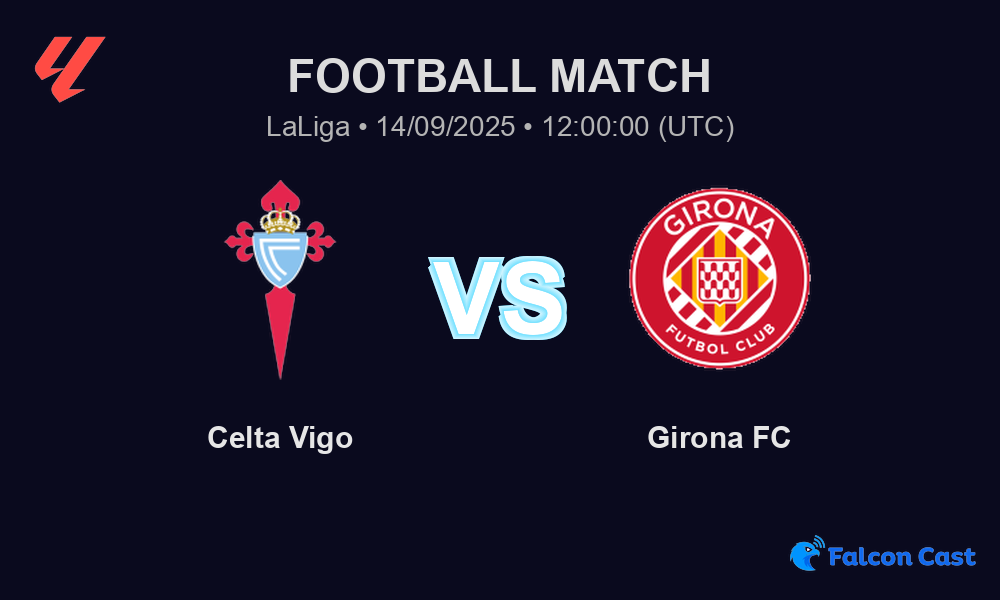 FOOTBALL MATCH
LaLiga • 14/09/2025 • 12:00:00 (UTC)
VS
GIRONA
FUTBOL CLUB
Celta Vigo
Girona FC
Falcon Cast